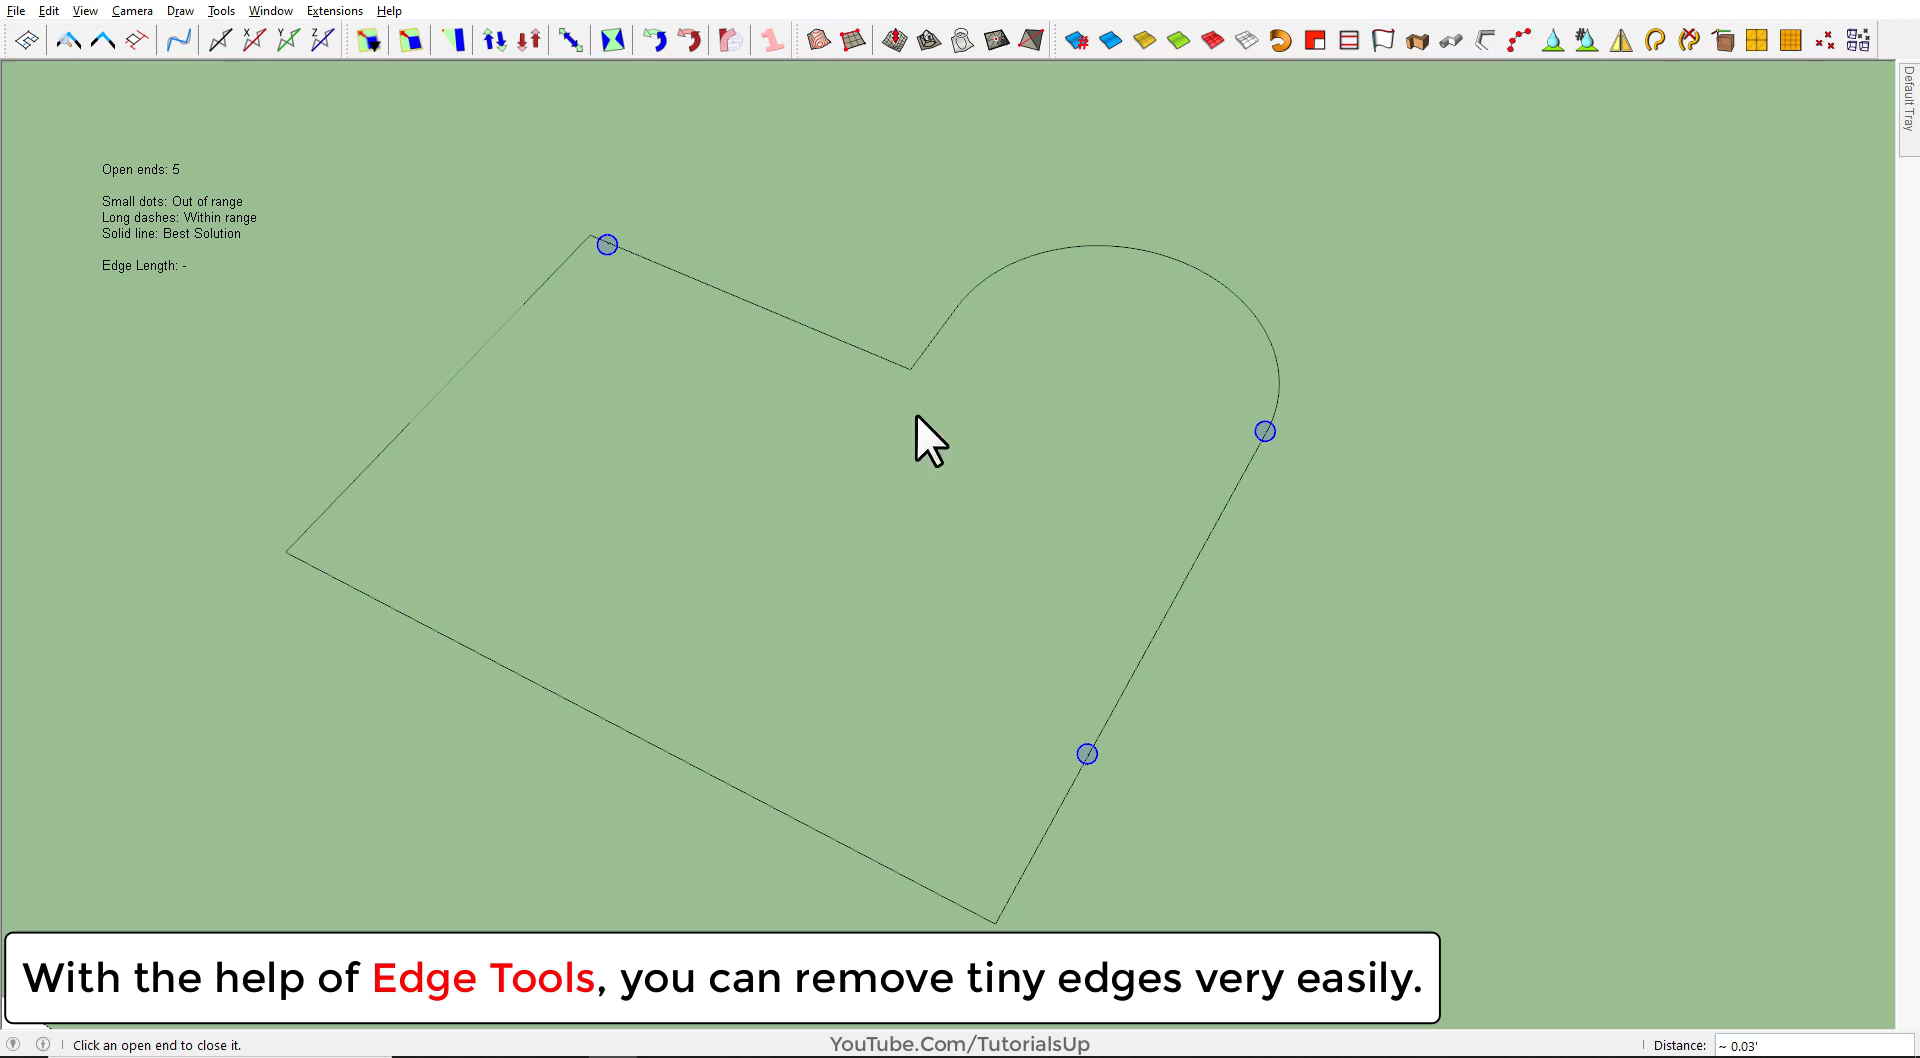 File Edit View Camera Draw Tools Window Extensions Help
Default Tray
Open ends: 5
Small dots: Out of range
Long dashes: Within range
Solid line: Best Solution
Edge Length: -
With the help of Edge Tools, you can remove tiny edges very easily.
Click an open end to close it.
YouTube.Com/TutorialsUp
Distance: ~ 0.03'